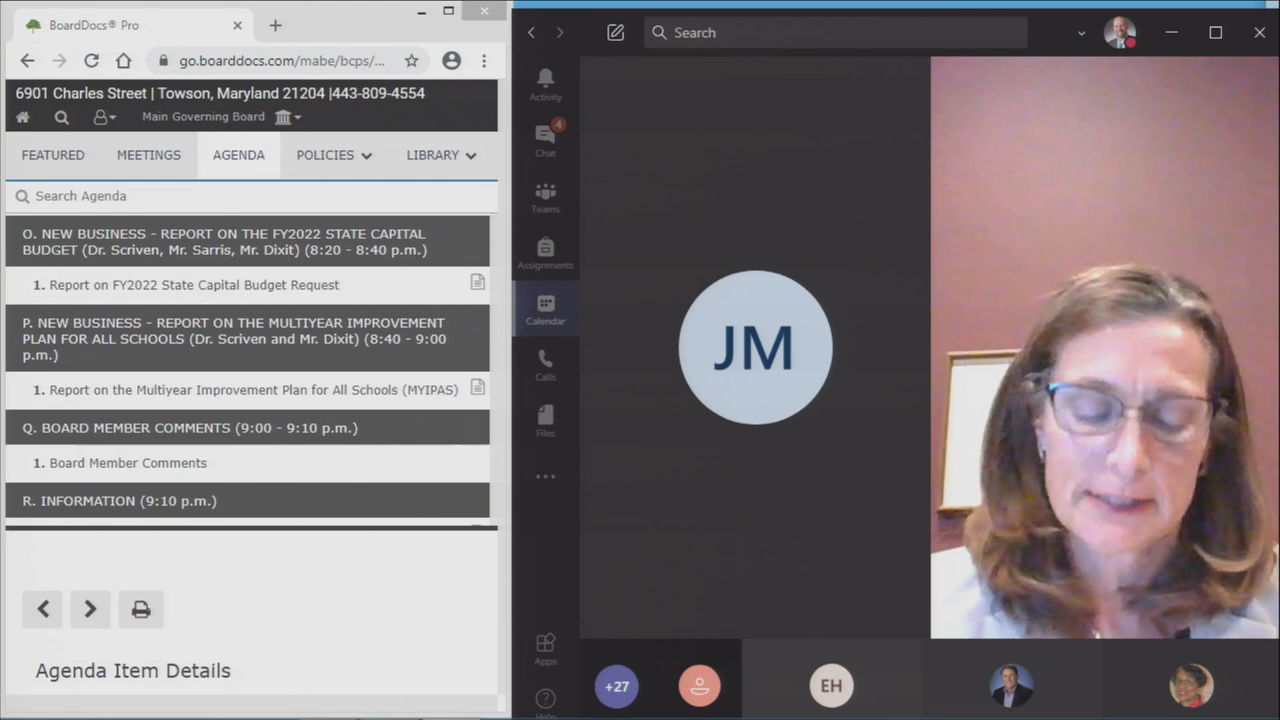 BoardDocs® Pro
go.boarddocs.com/mabe/bcps/...
6901 Charles Street | Towson, Maryland 21204 |443-809-4554
Main Governing Board
FEATURED
MEETINGS
AGENDA
POLICIES
LIBRARY
Search Agenda
O. NEW BUSINESS - REPORT ON THE FY2022 STATE CAPITAL
BUDGET (Dr. Scriven, Mr. Sarris, Mr. Dixit) (8:20 - 8:40 p.m.)
1. Report on FY2022 State Capital Budget Request
P. NEW BUSINESS - REPORT ON THE MULTIYEAR IMPROVEMENT
PLAN FOR ALL SCHOOLS (Dr. Scriven and Mr. Dixit) (8:40 - 9:00
p.m.)
1. Report on the Multiyear Improvement Plan for All Schools (MYIPAS)
Q. BOARD MEMBER COMMENTS (9:00 - 9:10 p.m.)
1. Board Member Comments
R. INFORMATION (9:10 p.m.)
Agenda Item Details
Search
Activity
4
Chat
Teams
Assignments
Calendar
Calls
Files
Apps
Help
JM
+27
EH